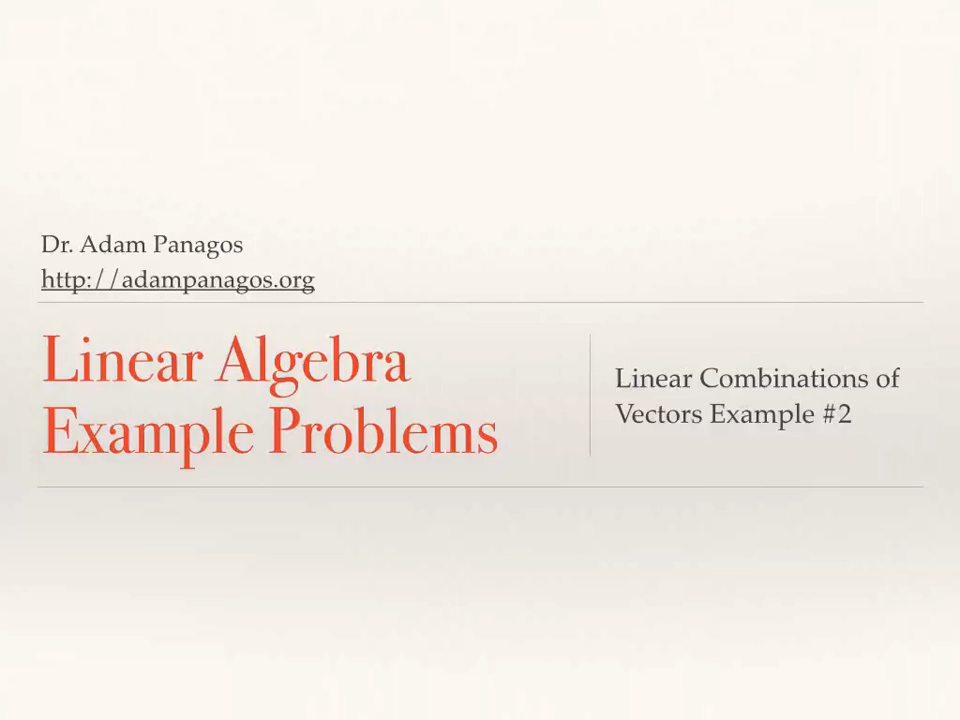 Dr. Adam Panagos
http://adampanagos.org
Linear Algebra
Example Problems
Linear Combinations of
Vectors Example #2